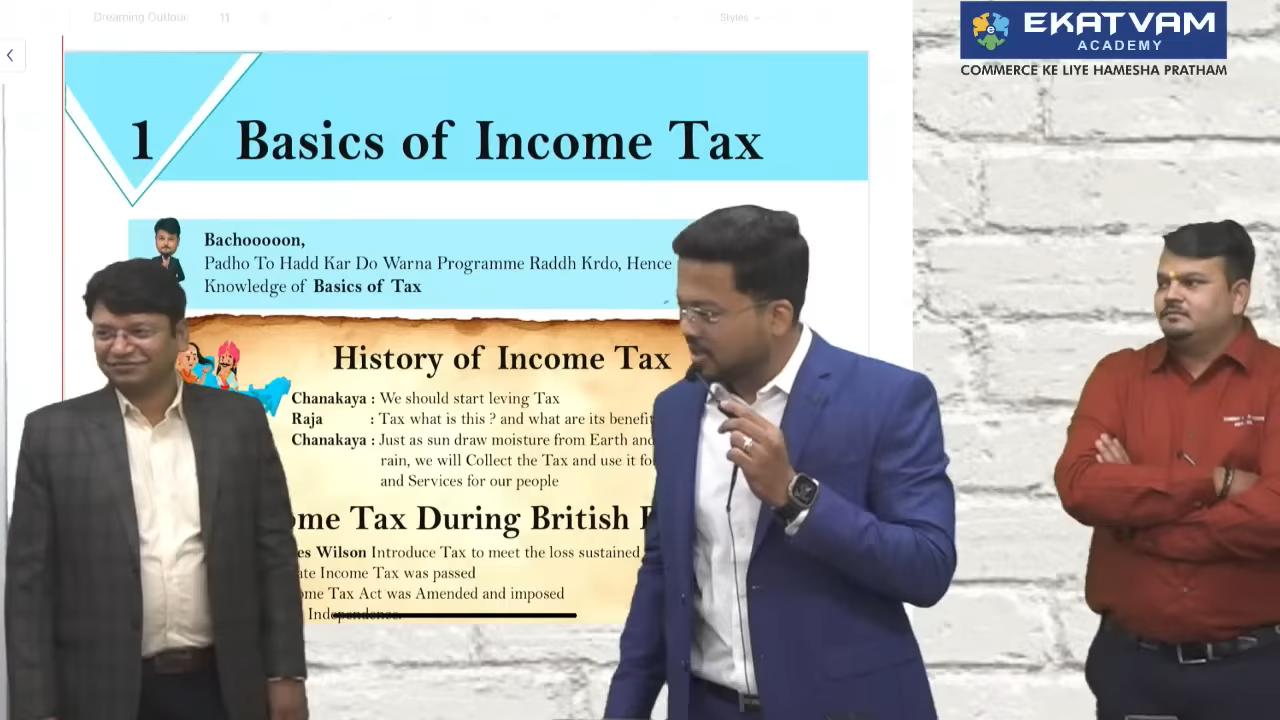 Dreaming Outloud 11 Styles
EKATVAM
ACADEMY
COMMERCE KE LIYE HAMESHA PRATHAM
1 Basics of Income Tax
Bachooooon,
Padho To Hadd Kar Do Warna Programme Raddh Krdo, Hence
Knowledge of Basics of Tax
History of Income Tax
Chanakaya : We should start leving Tax
Raja : Tax what is this ? and what are its benefit
Chanakaya : Just as sun draw moisture from Earth and
rain, we will Collect the Tax and use it fo
and Services for our people
ome Tax During British
es Wilson Introduce Tax to meet the loss sustained
ate Income Tax was passed
ome Tax Act was Amended and imposed
Independence.